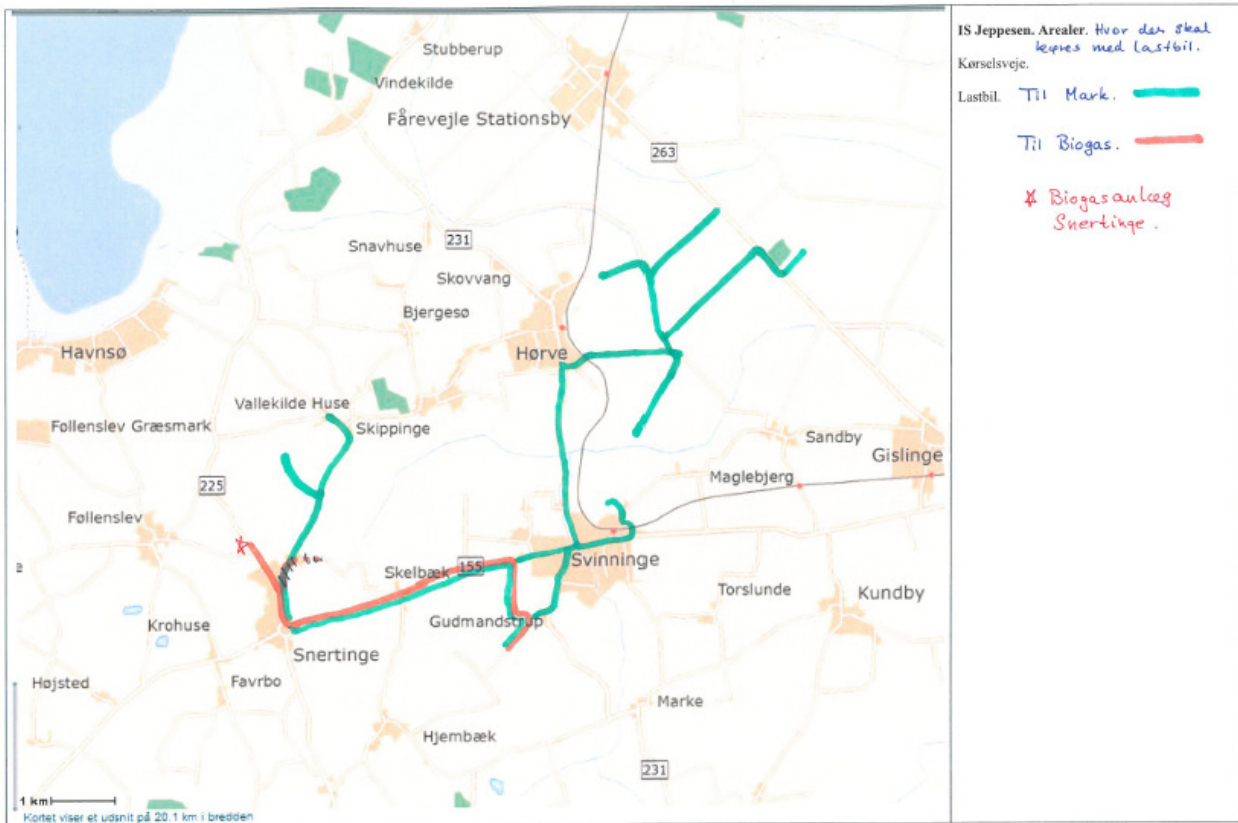 Stubberup
Vindekilde
Fårevejle Stationsby
263
Snavhuse
231
Skovvang
Bjergesø
Havnsø
Hørve
Vallekilde Huse
Føllenslev Græsmark
Skippinge
Sandby
Gislinge
Maglebjerg
225
Føllenslev
Svinninge
Skelbæk
155
Torslunde
Kundby
Krohuse
Gudmandstrup
Snertinge
Højsted
Favrbo
Marke
Hjembæk
231
1 km
Kortet viser et udsnit på 20.1 km i bredden
IS Jeppesen. Arealer. Hvor der skal
køres med lastbil.
Kørselsveje.
Lastbil. Til Mark.
Til Biogas.
Biogasanlæg
Snertinge.